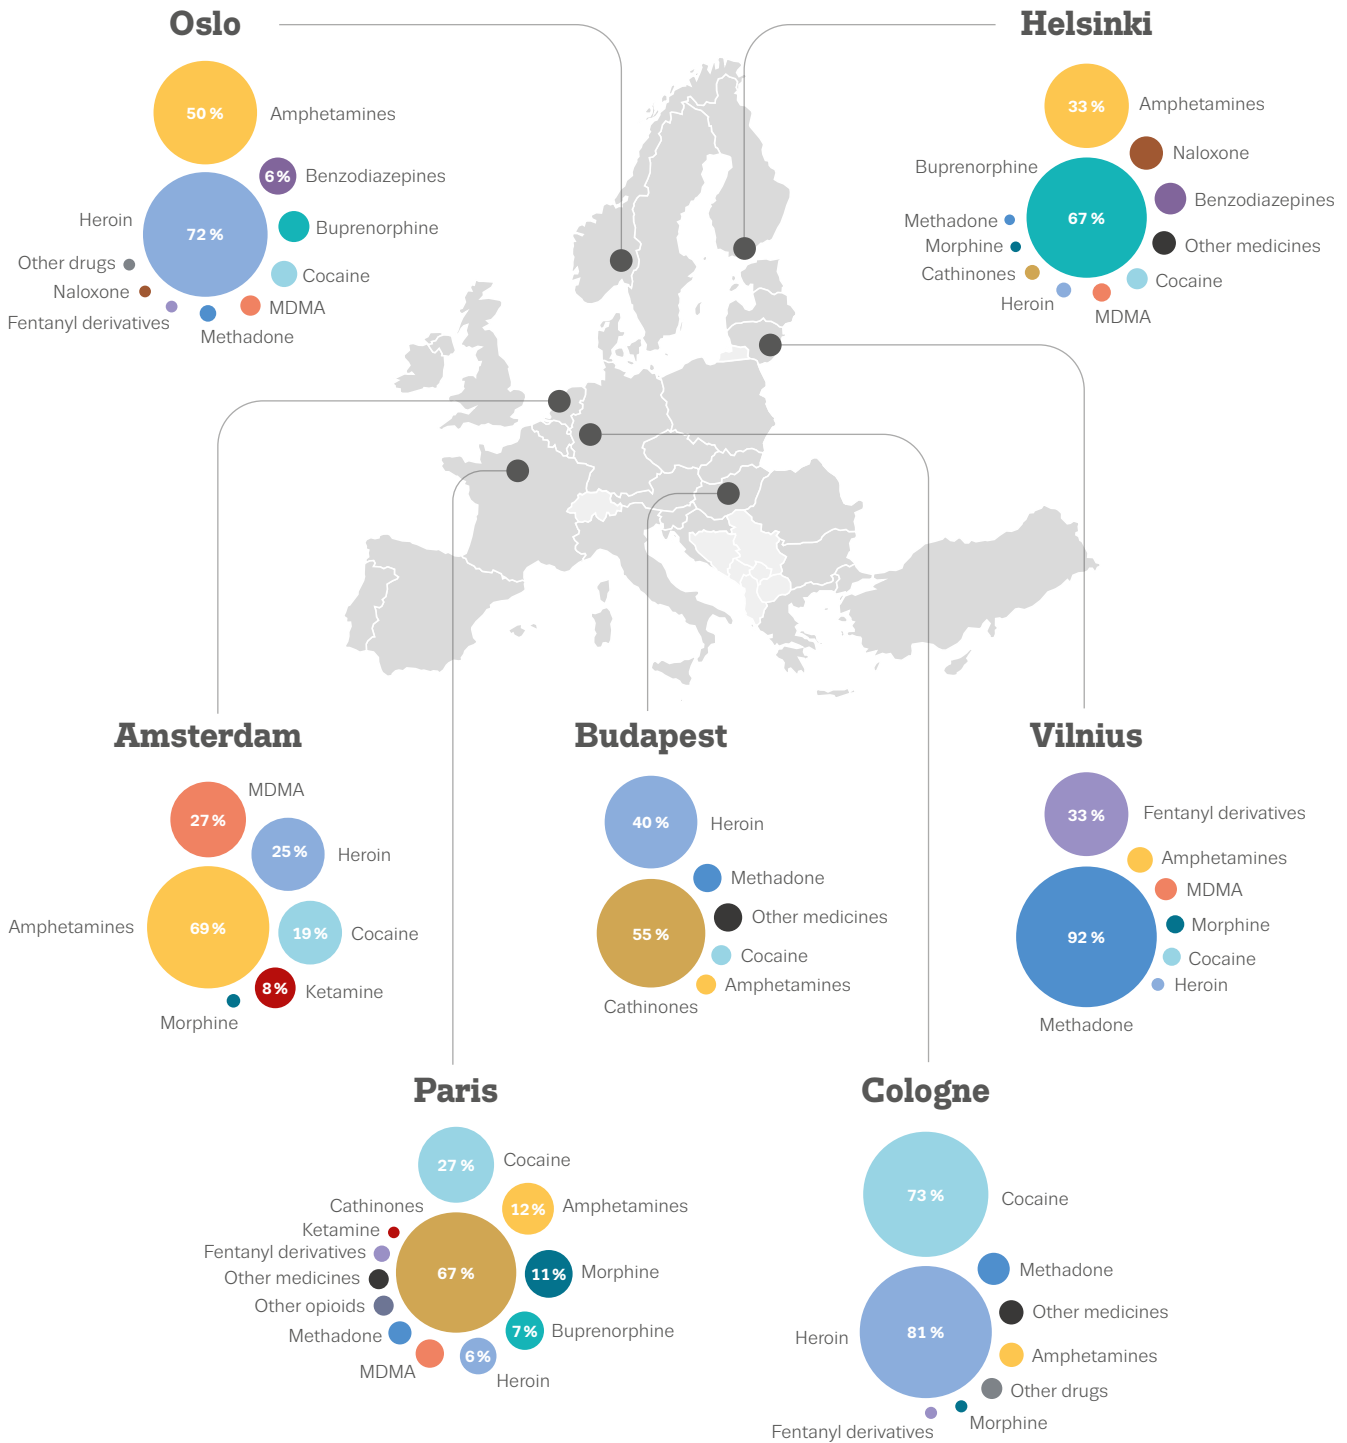 Oslo
50 %
Amphetamines
6 %
Benzodiazepines
Heroin
72 %
Buprenorphine
Other drugs
Cocaine
Naloxone
MDMA
Fentanyl derivatives
Methadone
Helsinki
33 %
Amphetamines
Naloxone
Buprenorphine
67 %
Benzodiazepines
Methadone
Other medicines
Morphine
Cathinones
Cocaine
Heroin
MDMA
Amsterdam
MDMA
27 %
25 %
Heroin
Amphetamines
69 %
19 %
Cocaine
8 %
Ketamine
Morphine
Budapest
40 %
Heroin
Methadone
Other medicines
55 %
Cocaine
Amphetamines
Cathinones
Vilnius
33 %
Fentanyl derivatives
Amphetamines
MDMA
92 %
Morphine
Cocaine
Heroin
Methadone
Paris
27 %
Cocaine
Cathinones
12 %
Amphetamines
Ketamine
Fentanyl derivatives
67 %
11 %
Morphine
Other medicines
Other opioids
Methadone
7 %
Buprenorphine
MDMA
6 %
Heroin
Cologne
73 %
Cocaine
Methadone
Other medicines
Heroin
81 %
Amphetamines
Other drugs
Morphine
Fentanyl derivatives